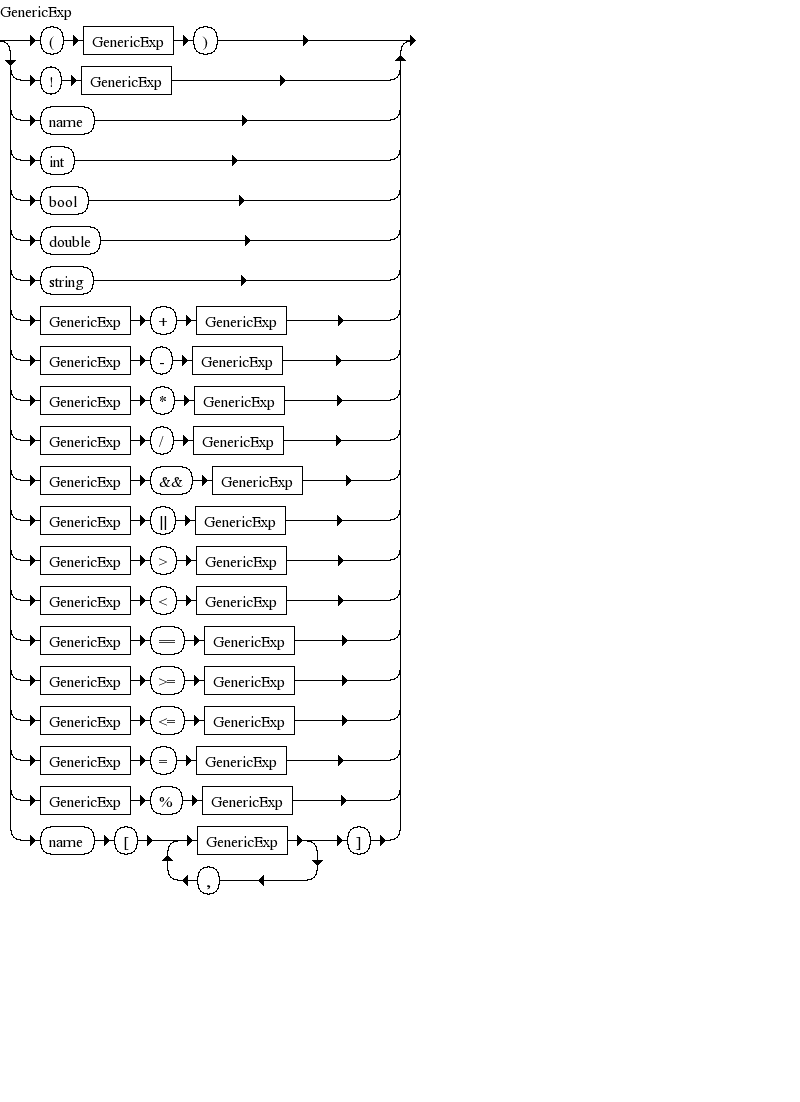 GenericExp
( GenericExp )
! GenericExp
name
int
bool
double
string
GenericExp + GenericExp
GenericExp - GenericExp
GenericExp * GenericExp
GenericExp / GenericExp
GenericExp && GenericExp
GenericExp || GenericExp
GenericExp > GenericExp
GenericExp < GenericExp
GenericExp == GenericExp
GenericExp >= GenericExp
GenericExp <= GenericExp
GenericExp = GenericExp
GenericExp % GenericExp
name [ GenericExp ]
,